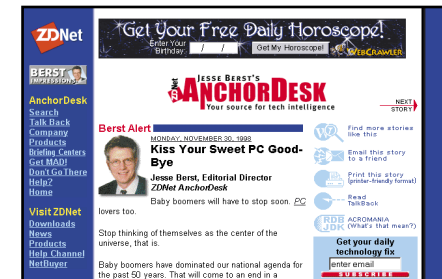 ZDNet
Get Your Free Daily Horoscope!
Enter Your
Birthday: / / Get My Horoscope! WEBCRAWLER
BERST
IMPRESSIONS
JESSE BERST'S
ZDNet ANCHORDESK
Your source for tech intelligence
NEXT
STORY
AnchorDesk
Search
Talk Back
Company
Products
Briefing Centers
Get MAD!
Don't Go There
Help?
Home
Visit ZDNet
Downloads
News
Products
Help Channel
NetBuyer
Berst Alert
MONDAY, NOVEMBER 30, 1998
Kiss Your Sweet PC Good-
Bye
Jesse Berst, Editorial Director
ZDNet AnchorDesk
Baby boomers will have to stop soon. PC
lovers too.
Stop thinking of themselves as the center of the
universe, that is.
Baby boomers have dominated our national agenda for
the past 50 years. That will come to an end in a
Find more stories
like this
Email this story
to a friend
Print this story
(printer-friendly format)
Read
TalkBack
RDB
JDK
ACROMANIA
(What's that mean?)
Get your daily
technology fix
enter email
SUBSCRIBE